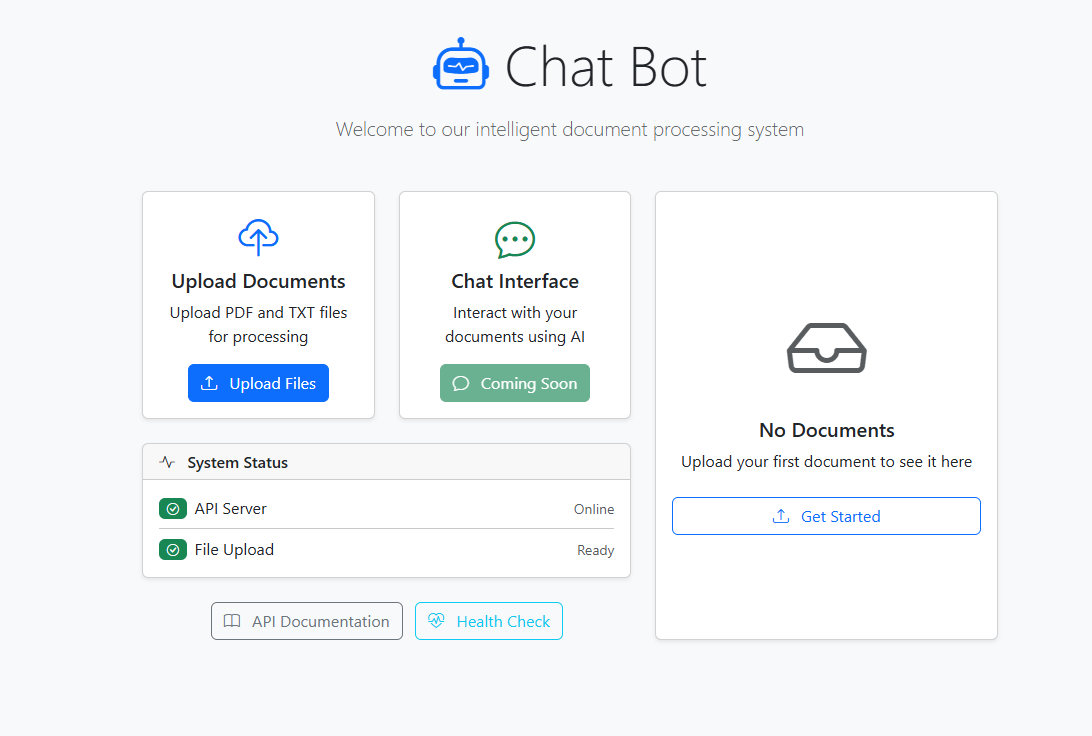 Chat Bot
Welcome to our intelligent document processing system
Upload Documents
Upload PDF and TXT files
for processing
Upload Files
Chat Interface
Interact with your
documents using AI
Coming Soon
No Documents
Upload your first document to see it here
Get Started
System Status
API Server
Online
File Upload
Ready
API Documentation
Health Check